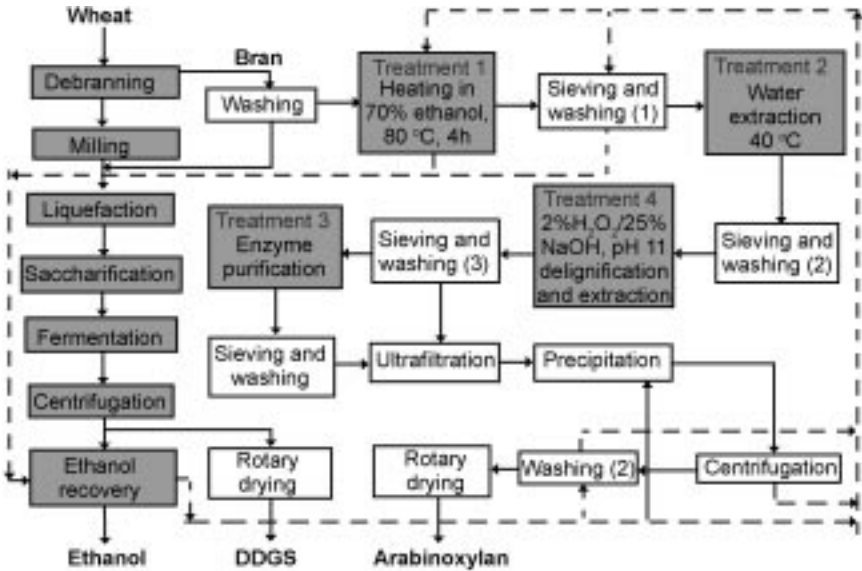 Wheat
Bran
Debranning
Washing
Treatment 1
Heating in
70% ethanol,
80 °C, 4h
Sieving and
washing (1)
Treatment 2
Water
extraction
40 °C
Milling
Liquefaction
Treatment 3
Enzyme
purification
Sieving and
washing (3)
Treatment 4
2%H2O2/25%
NaOH, pH 11
delignification
and extraction
Sieving and
washing (2)
Saccharification
Fermentation
Sieving and
washing
Ultrafiltration
Precipitation
Centrifugation
Ethanol
recovery
Rotary
drying
Rotary
drying
Washing (2)
Centrifugation
Ethanol
DDGS
Arabinoxylan